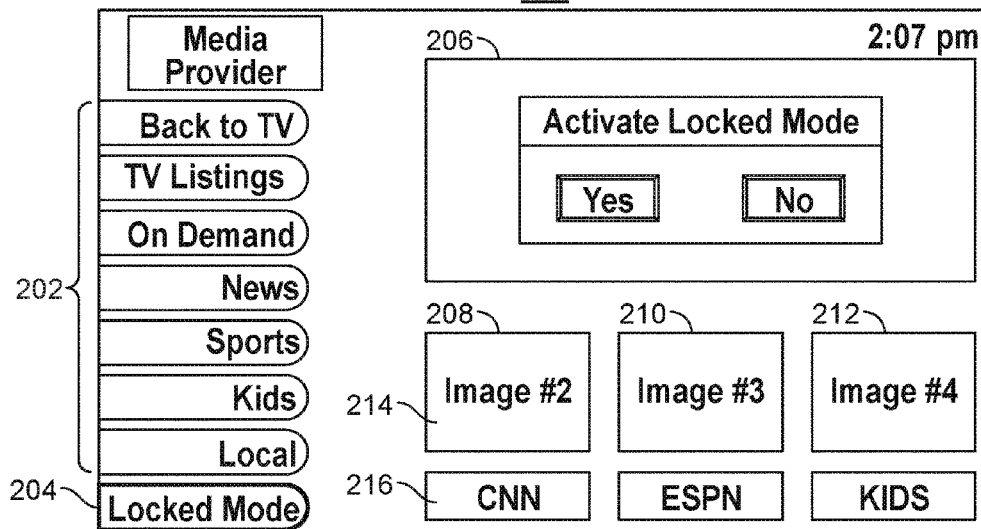 Media
Provider
206
2:07 pm
Back to TV
TV Listings
On Demand
News
Sports
Kids
Local
Locked Mode
202
204
Activate Locked Mode
Yes
No
208
210
212
Image #2
Image #3
Image #4
214
216
CNN
ESPN
KIDS